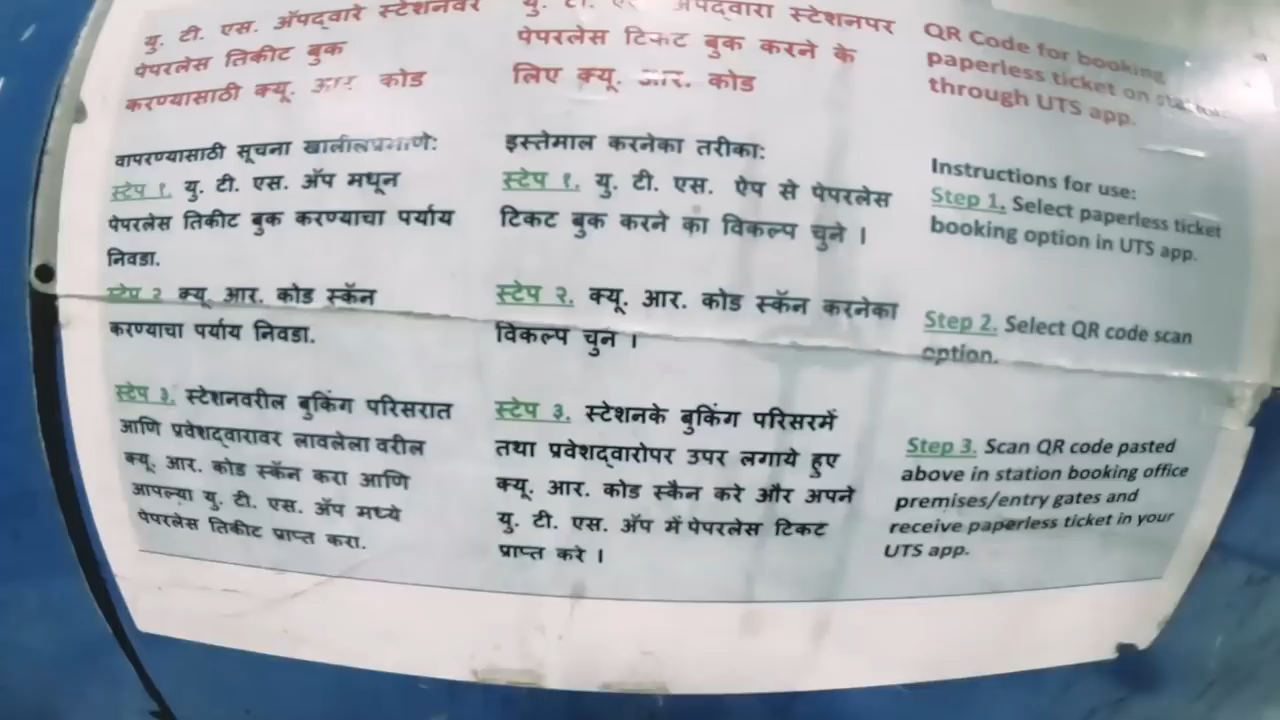 यु. टी. एस. ॲपद्वारे स्टेशनवर
पेपरलेस तिकीट बुक
करण्यासाठी क्यू. आर. कोड
वापरण्यासाठी सूचना खालीलप्रमाणे:
स्टेप १. यु. टी. एस. ॲप मधून
पेपरलेस तिकीट बुक करण्याचा पर्याय
निवडा.
स्टेप २ क्यू. आर. कोड स्कॅन
करण्याचा पर्याय निवडा.
स्टेप ३. स्टेशनवरील बुकिंग परिसरात
आणि प्रवेशद्वारावर लावलेला वरील
क्यू. आर. कोड स्कॅन करा आणि
आपल्या यु. टी. एस. ॲप मध्ये
पेपरलेस तिकीट प्राप्त करा.
यु. टी. एस. ॲपद्वारा स्टेशनपर
पेपरलेस टिकट बुक करने के
लिए क्यू. आर. कोड
इस्तेमाल करनेका तरीका:
स्टेप १. यु. टी. एस. ऐप से पेपरलेस
टिकट बुक करने का विकल्प चुने ।
स्टेप २. क्यू. आर. कोड स्कॅन करनेका
विकल्प चुने ।
स्टेप ३. स्टेशनके बुकिंग परिसरमें
तथा प्रवेशद्वारोपर उपर लगाये हुए
क्यू. आर. कोड स्कैन करे और अपने
यु. टी. एस. ॲप में पेपरलेस टिकट
प्राप्त करे ।
QR Code for booking
paperless ticket on station
through UTS app.
Instructions for use:
Step 1. Select paperless ticket
booking option in UTS app.
Step 2. Select QR code scan
option.
Step 3. Scan QR code pasted
above in station booking office
premises/entry gates and
receive paperless ticket in your
UTS app.